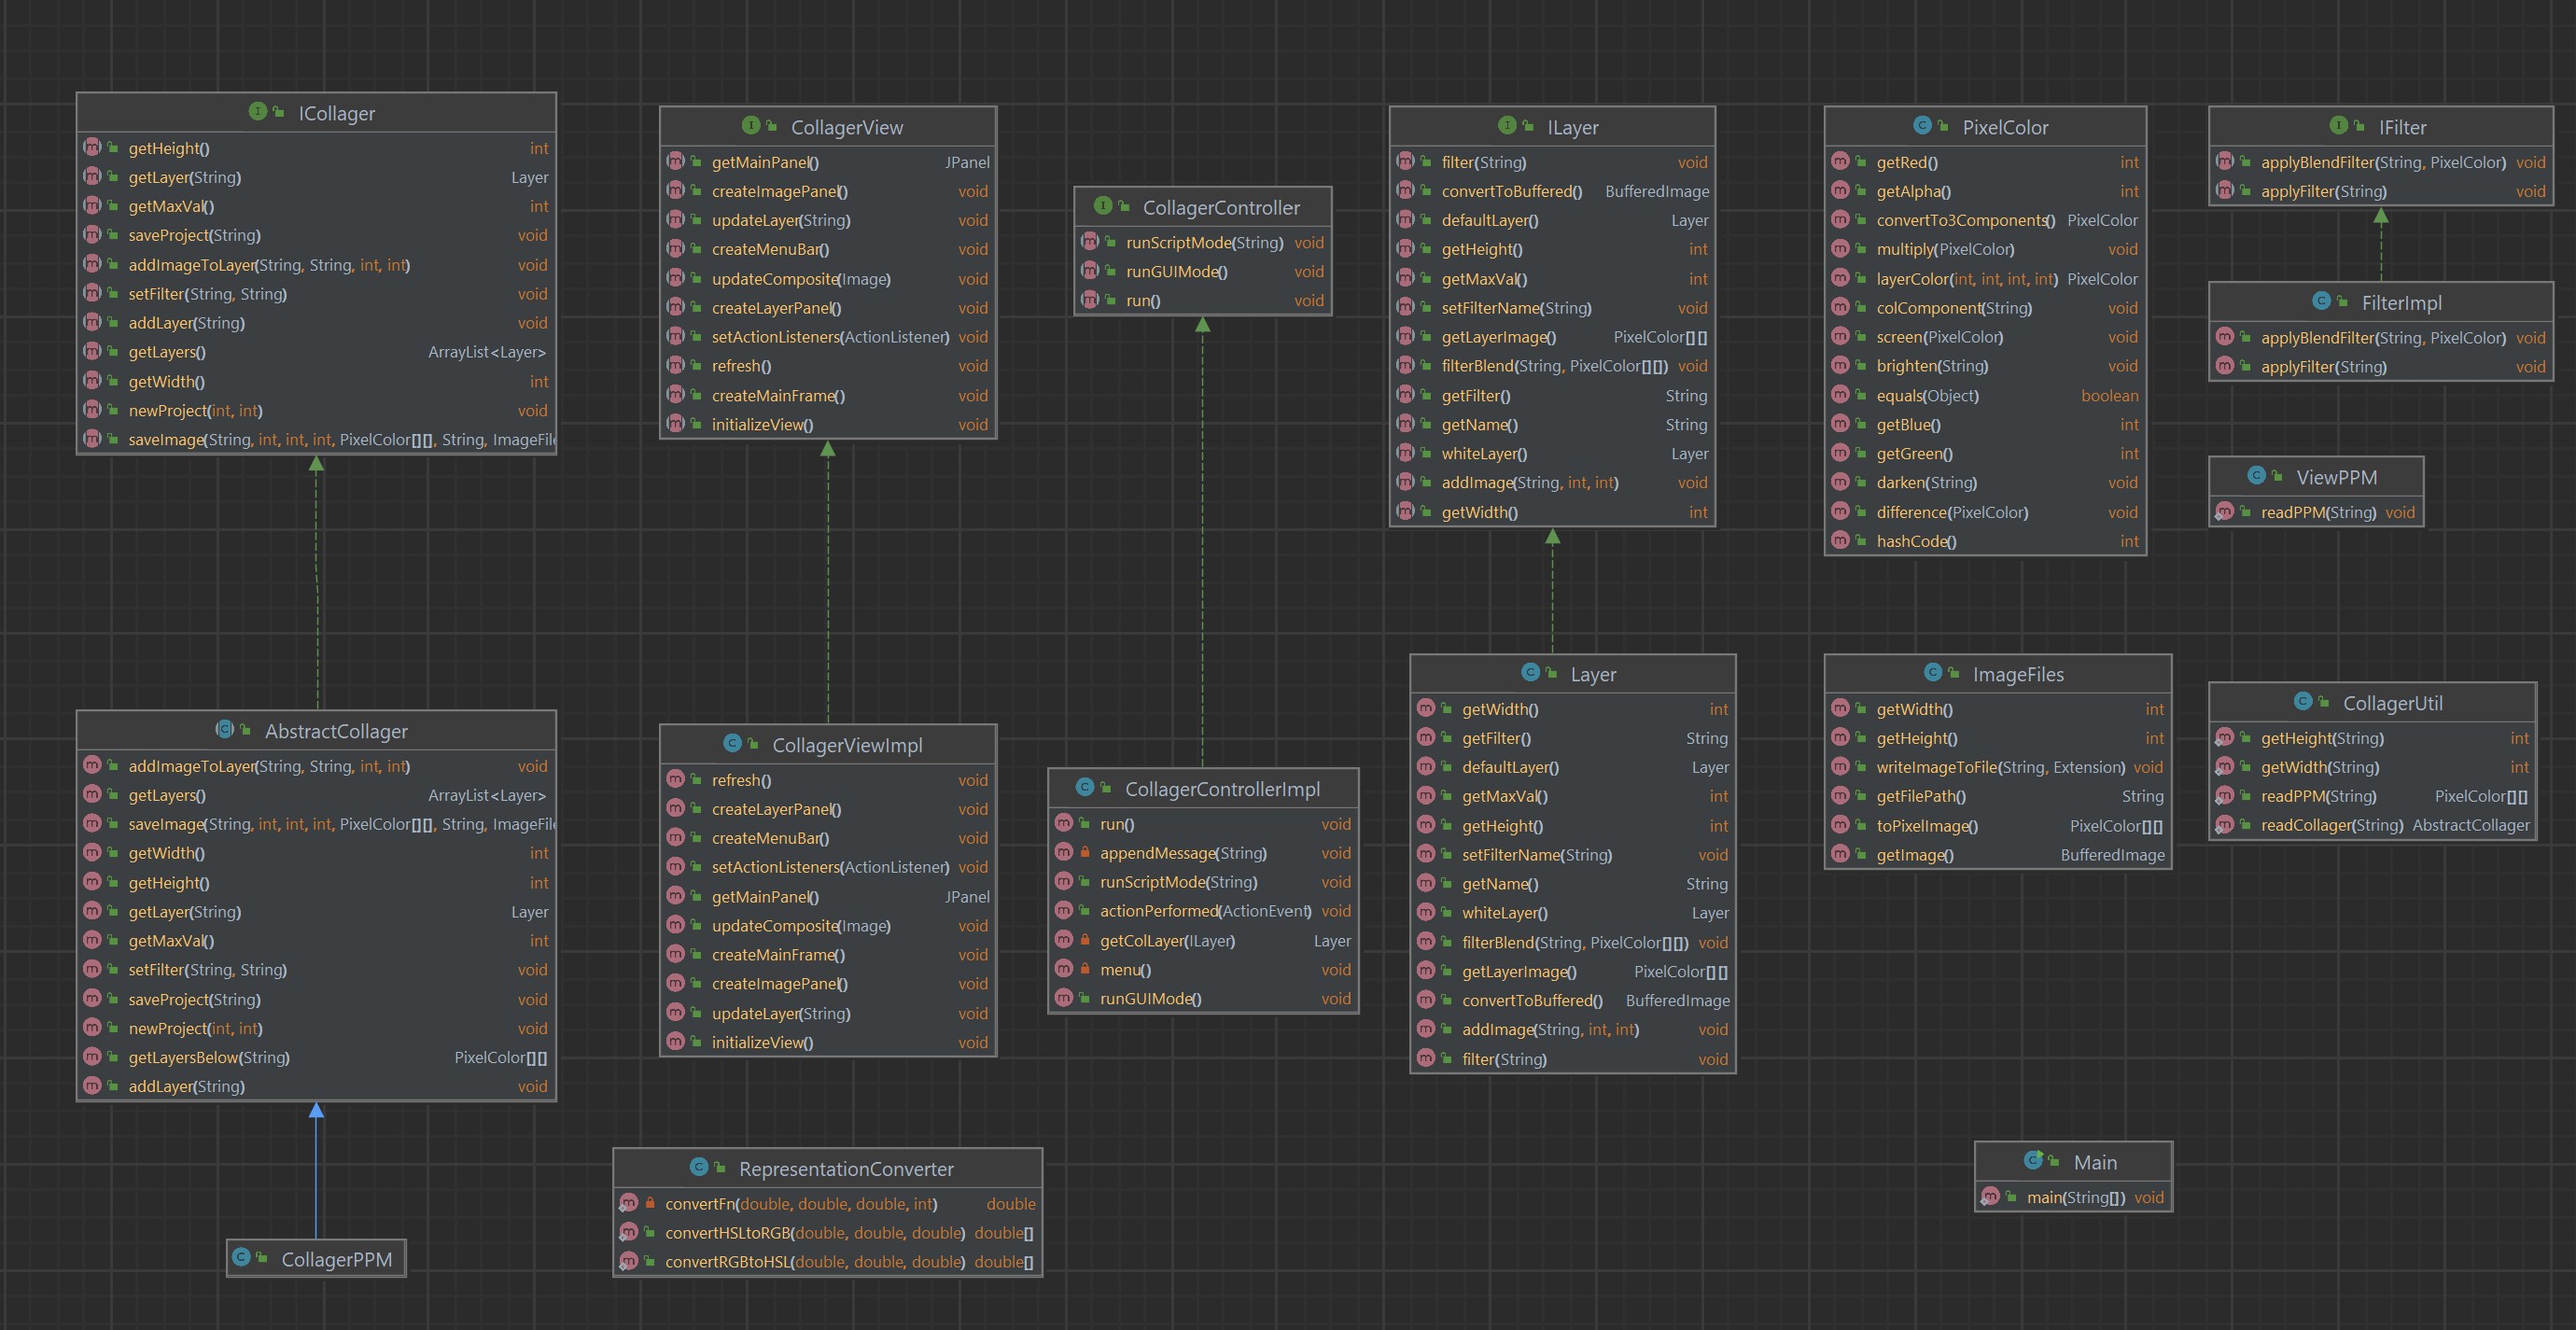 ICollager
getHeight() int
getLayer(String) Layer
getMaxVal() int
saveProject(String) void
addImageToLayer(String, String, int, int) void
setFilter(String, String) void
addLayer(String) void
getLayers() ArrayList<Layer>
getWidth() int
newProject(int, int) void
saveImage(String, int, int, int, PixelColor[][], String, ImageFil
CollagerView
getMainPanel() JPanel
createImagePanel() void
updateLayer(String) void
createMenuBar() void
updateComposite(Image) void
createLayerPanel() void
setActionListeners(ActionListener) void
refresh() void
createMainFrame() void
initializeView() void
CollagerController
runScriptMode(String) void
runGUIMode() void
run() void
ILayer
filter(String) void
convertToBuffered() BufferedImage
defaultLayer() Layer
getHeight() int
getMaxVal() int
setFilterName(String) void
getLayerImage() PixelColor[][]
filterBlend(String, PixelColor[][]) void
getFilter() String
getName() String
whiteLayer() Layer
addImage(String, int, int) void
getWidth() int
PixelColor
getRed() int
getAlpha() int
convertTo3Components() PixelColor
multiply(PixelColor) void
layerColor(int, int, int, int) PixelColor
colComponent(String) void
screen(PixelColor) void
brighten(String) void
equals(Object) boolean
getBlue() int
getGreen() int
darken(String) void
difference(PixelColor) void
hashCode() int
IFilter
applyBlendFilter(String, PixelColor) void
applyFilter(String) void
FilterImpl
applyBlendFilter(String, PixelColor) void
applyFilter(String) void
ViewPPM
readPPM(String) void
AbstractCollager
addImageToLayer(String, String, int, int) void
getLayers() ArrayList<Layer>
saveImage(String, int, int, int, PixelColor[][], String, ImageFil
getWidth() int
getHeight() int
getLayer(String) Layer
getMaxVal() int
setFilter(String, String) void
saveProject(String) void
newProject(int, int) void
getLayersBelow(String) PixelColor[][]
addLayer(String) void
CollagerViewImpl
refresh() void
createLayerPanel() void
createMenuBar() void
setActionListeners(ActionListener) void
getMainPanel() JPanel
updateComposite(Image) void
createMainFrame() void
createImagePanel() void
updateLayer(String) void
initializeView() void
CollagerControllerImpl
run() void
appendMessage(String) void
runScriptMode(String) void
actionPerformed(ActionEvent) void
getColLayer(ILayer) Layer
menu() void
runGUIMode() void
Layer
getWidth() int
getFilter() String
defaultLayer() Layer
getMaxVal() int
getHeight() int
setFilterName(String) void
getName() String
whiteLayer() Layer
filterBlend(String, PixelColor[][]) void
getLayerImage() PixelColor[][]
convertToBuffered() BufferedImage
addImage(String, int, int) void
filter(String) void
ImageFiles
getWidth() int
getHeight() int
writeImageToFile(String, Extension) void
getFilePath() String
toPixelImage() PixelColor[][]
getImage() BufferedImage
CollagerUtil
getHeight(String) int
getWidth(String) int
readPPM(String) PixelColor[][]
readCollager(String) AbstractCollager
CollagerPPM
RepresentationConverter
convertFn(double, double, double, int) double
convertHSLtoRGB(double, double, double) double[]
convertRGBtoHSL(double, double, double) double[]
Main
main(String[]) void